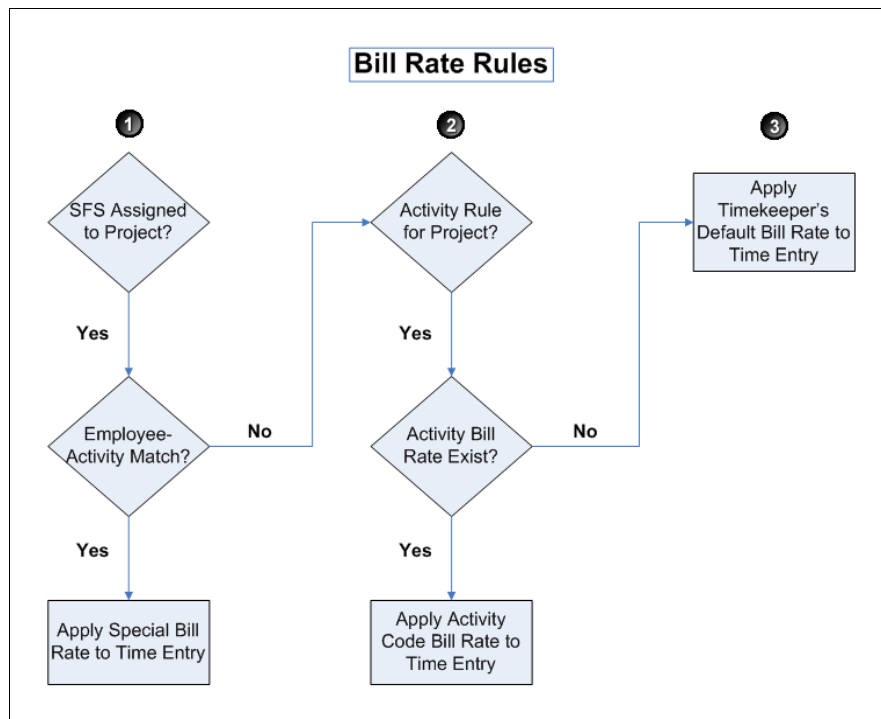 Bill Rate Rules
1
2
3
SFS Assigned
to Project?
Activity Rule
for Project?
Apply
Timekeeper's
Default Bill Rate to
Time Entry
Yes
Yes
Employee-
Activity Match?
No
Activity Bill
Rate Exist?
No
Yes
Yes
Apply Special Bill
Rate to Time Entry
Apply Activity
Code Bill Rate to
Time Entry